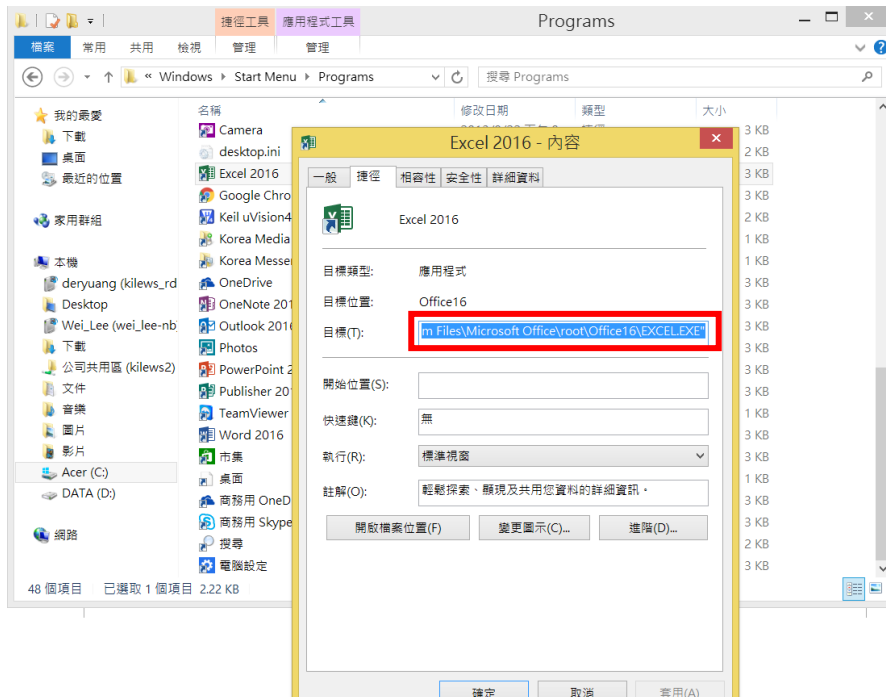 捷徑工具 應用程式工具 Programs
檔案 常用 共用 檢視 管理 管理
« Windows Start Menu Programs 搜尋 Programs
名稱 修改日期 類型 大小
我的最愛
下載
桌面
最近的位置
家用群組
本機
deryuang (kilews_rd
Desktop
Wei_Lee (wei_lee-nb
下載
公司共用區 (kilews2)
文件
音樂
圖片
影片
Acer (C:)
DATA (D:)
網路
Camera 3 KB
desktop.ini 2 KB
Excel 2016 3 KB
Google Chro 3 KB
Keil uVision4 2 KB
Korea Media 1 KB
Korea Messe 1 KB
OneDrive 3 KB
OneNote 201 3 KB
Outlook 2016 3 KB
Photos 3 KB
PowerPoint 2 3 KB
Publisher 20 3 KB
TeamViewer 1 KB
Word 2016 3 KB
市集 3 KB
桌面 1 KB
商務用 OneD 3 KB
商務用 Skype 3 KB
搜尋 2 KB
電腦設定 3 KB
48 個項目 已選取 1 個項目 2.22 KB
Excel 2016 - 內容
一般 捷徑 相容性 安全性 詳細資料
Excel 2016
目標類型: 應用程式
目標位置: Office16
目標(T): m Files\Microsoft Office\root\Office16\EXCEL.EXE"
開始位置(S):
快速鍵(K): 無
執行(R): 標準視窗
註解(O): 輕鬆探索、顯現及共用您資料的詳細資訊。
開啟檔案位置(F) 變更圖示(C)... 進階(D)...
確定 取消 套用(A)